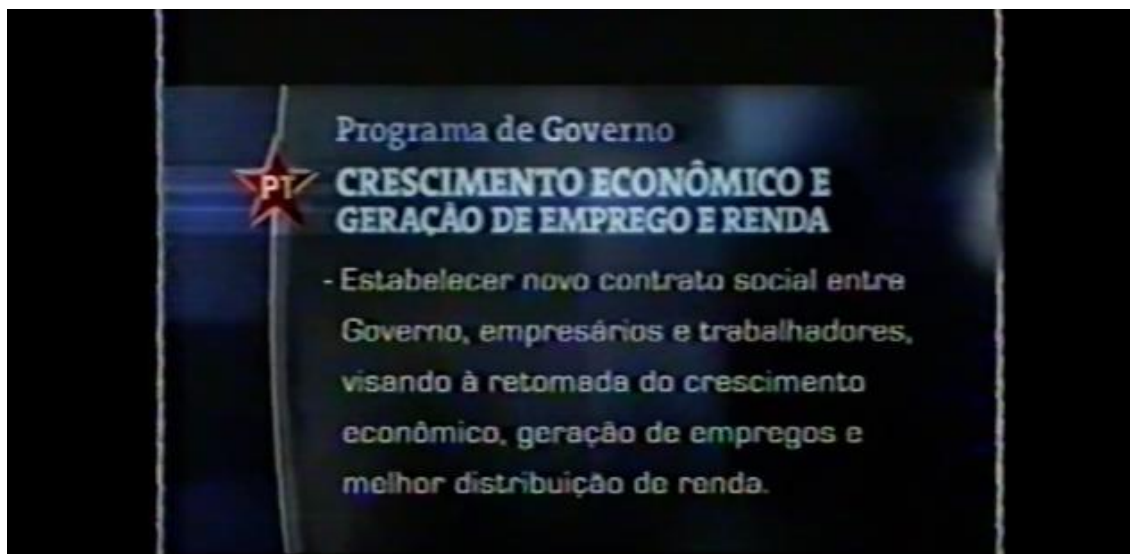 Programa de Governo
PT
CRESCIMENTO ECONÔMICO E
GERAÇÃO DE EMPREGO E RENDA
- Estabelecer novo contrato social entre
Governo, empresários e trabalhadores,
visando à retomada do crescimento
econômico, geração de empregos e
melhor distribuição de renda.